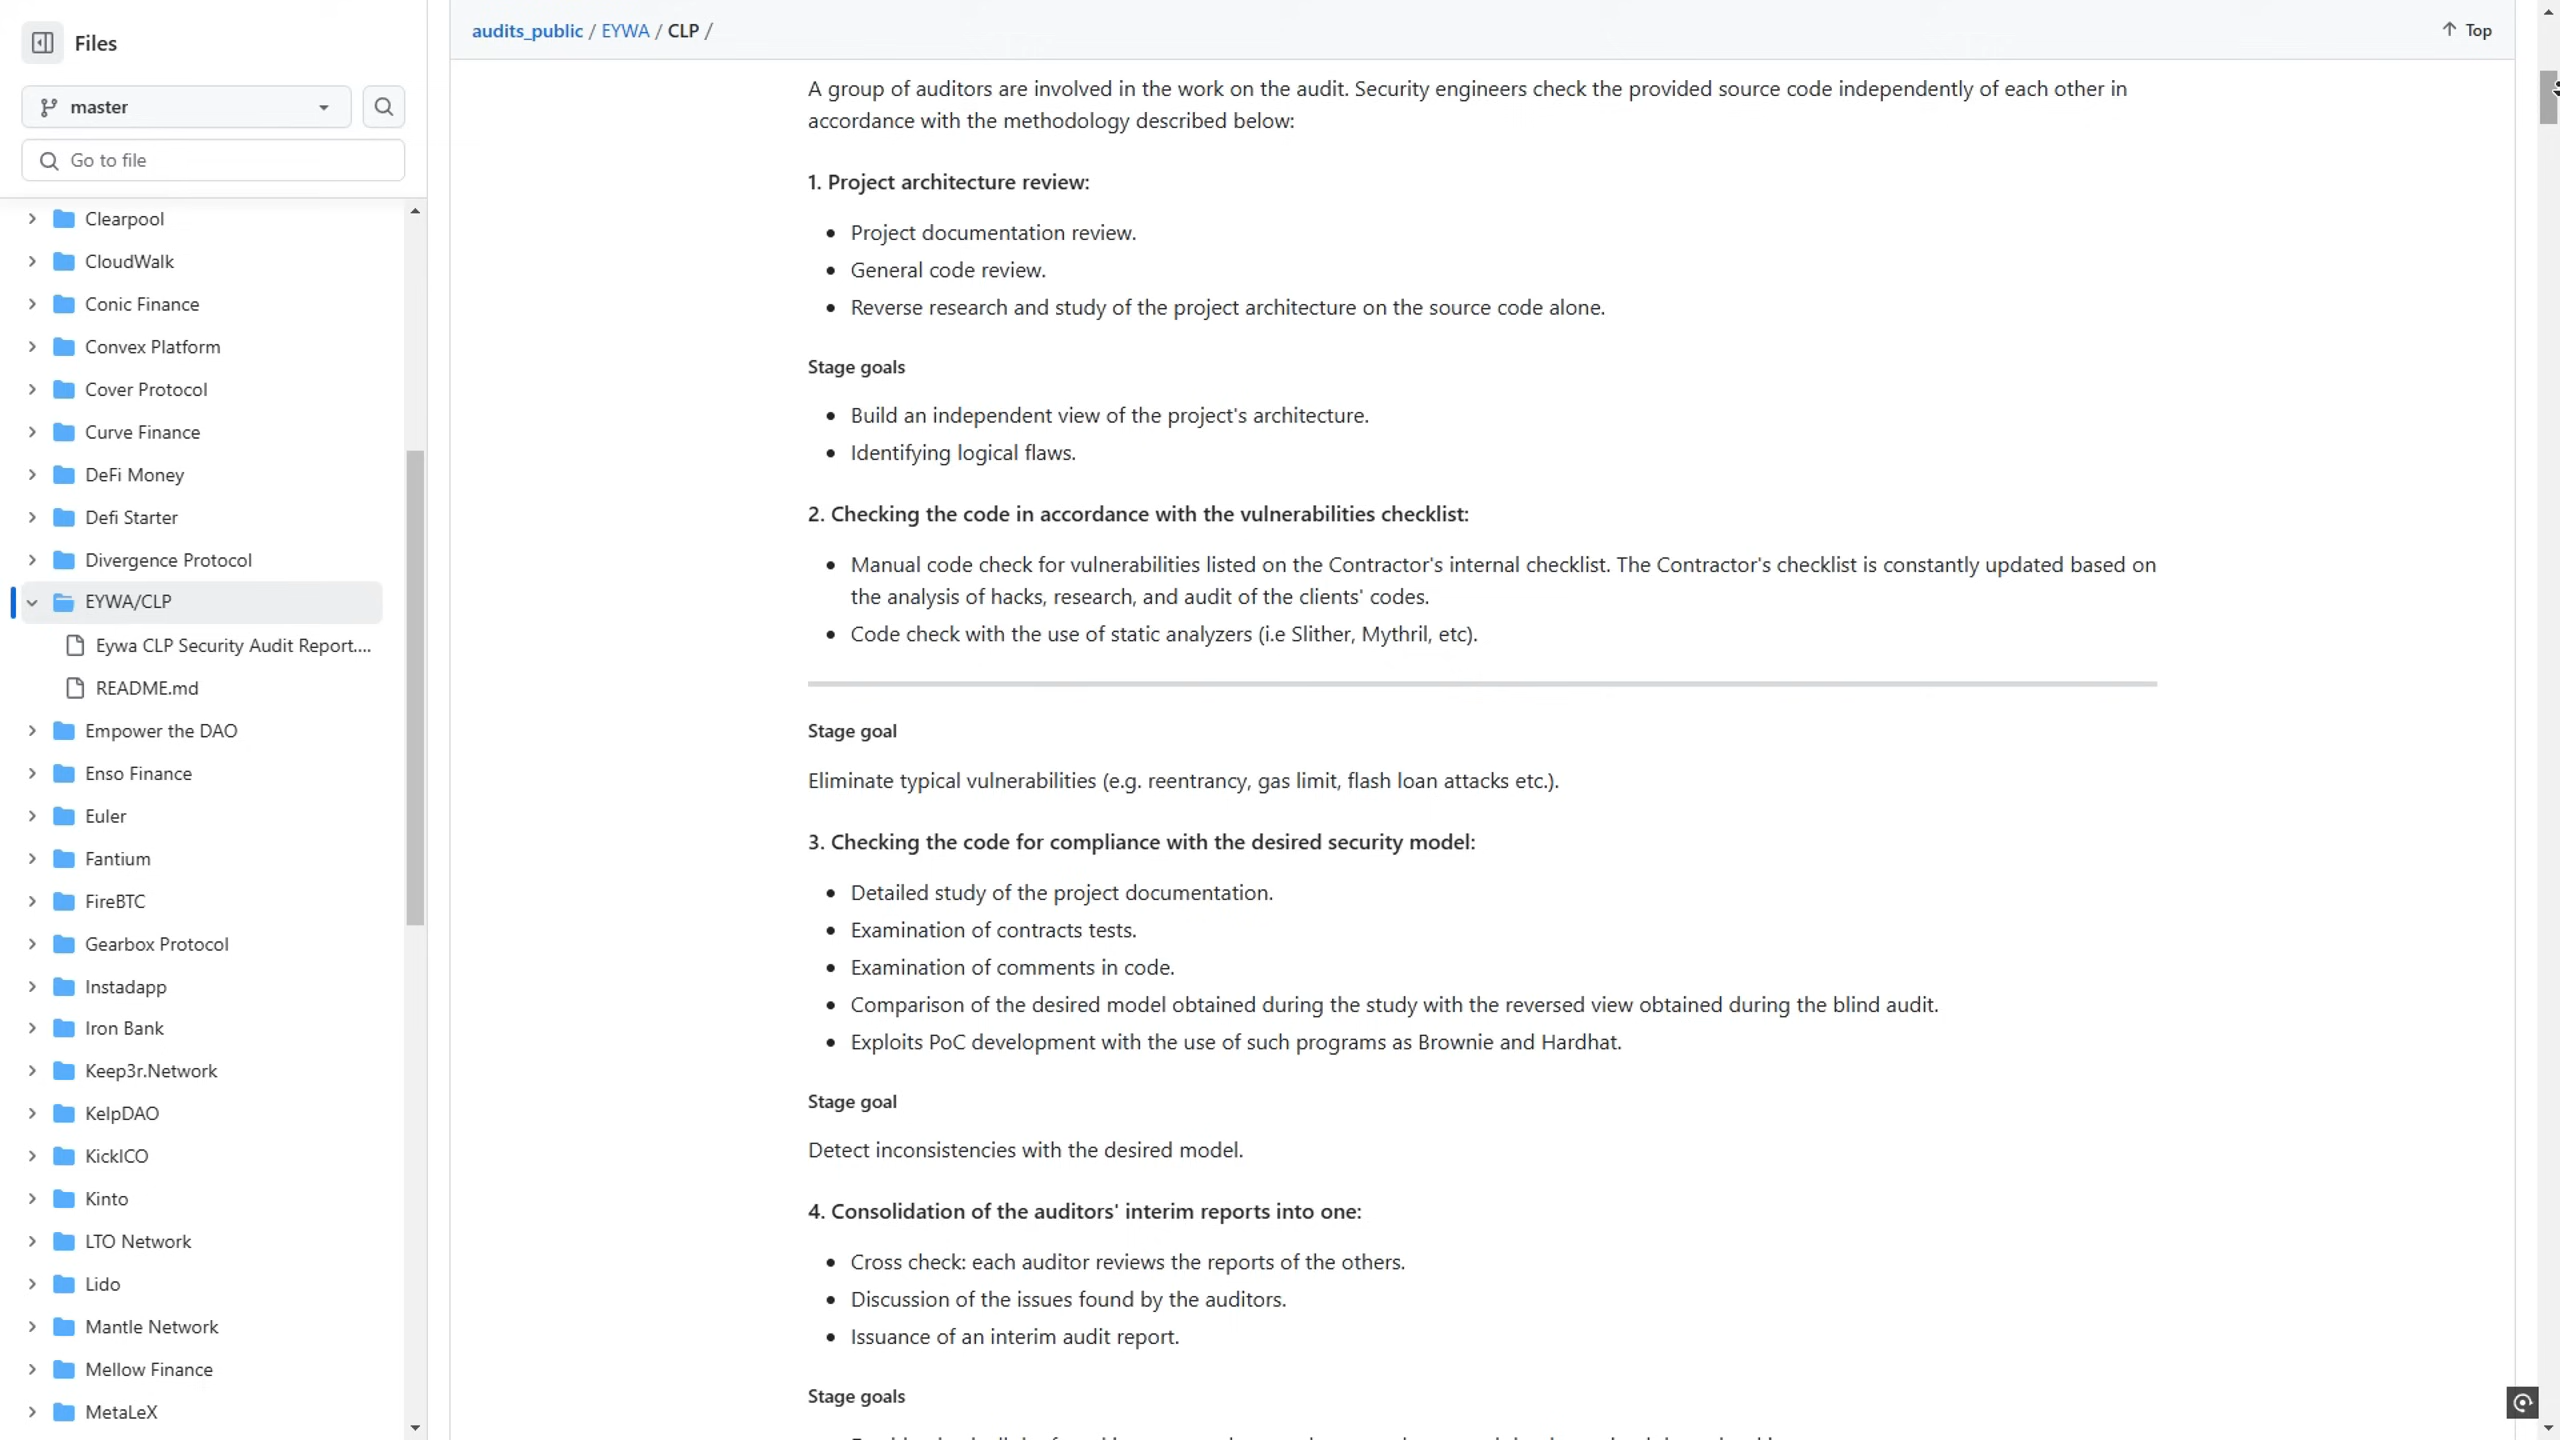 Files
master
Go to file
Clearpool
CloudWalk
Conic Finance
Convex Platform
Cover Protocol
Curve Finance
DeFi Money
Defi Starter
Divergence Protocol
EYWA/CLP
Eywa CLP Security Audit Report....
README.md
Empower the DAO
Enso Finance
Euler
Fantium
FireBTC
Gearbox Protocol
Instadapp
Iron Bank
Keep3r.Network
KelpDAO
KickICO
Kinto
LTO Network
Lido
Mantle Network
Mellow Finance
MetaLeX
audits_public / EYWA / CLP /
Top
A group of auditors are involved in the work on the audit. Security engineers check the provided source code independently of each other in
accordance with the methodology described below:
1. Project architecture review:
• Project documentation review.
• General code review.
• Reverse research and study of the project architecture on the source code alone.
Stage goals
• Build an independent view of the project's architecture.
• Identifying logical flaws.
2. Checking the code in accordance with the vulnerabilities checklist:
• Manual code check for vulnerabilities listed on the Contractor's internal checklist. The Contractor's checklist is constantly updated based on
the analysis of hacks, research, and audit of the clients' codes.
• Code check with the use of static analyzers (i.e Slither, Mythril, etc).
Stage goal
Eliminate typical vulnerabilities (e.g. reentrancy, gas limit, flash loan attacks etc.).
3. Checking the code for compliance with the desired security model:
• Detailed study of the project documentation.
• Examination of contracts tests.
• Examination of comments in code.
• Comparison of the desired model obtained during the study with the reversed view obtained during the blind audit.
• Exploits PoC development with the use of such programs as Brownie and Hardhat.
Stage goal
Detect inconsistencies with the desired model.
4. Consolidation of the auditors' interim reports into one:
• Cross check: each auditor reviews the reports of the others.
• Discussion of the issues found by the auditors.
• Issuance of an interim audit report.
Stage goals